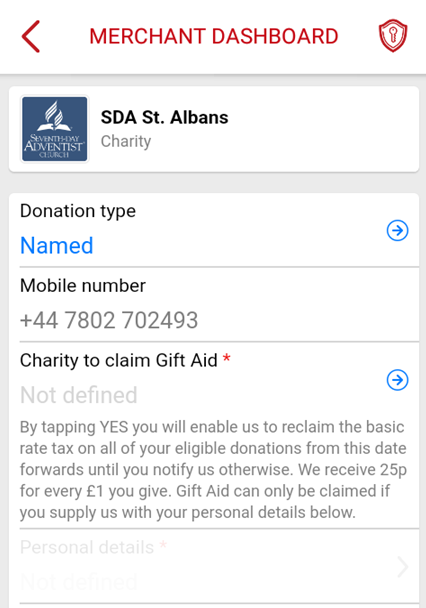 MERCHANT DASHBOARD
SDA St. Albans
Charity
SEVENTH-DAY
ADVENTIST
CHURCH
Donation type
Named
Mobile number
+44 7802 702493
Charity to claim Gift Aid *
Not defined
By tapping YES you will enable us to reclaim the basic
rate tax on all of your eligible donations from this date
forwards until you notify us otherwise. We receive 25p
for every £1 you give. Gift Aid can only be claimed if
you supply us with your personal details below.
Personal details *
Not defined